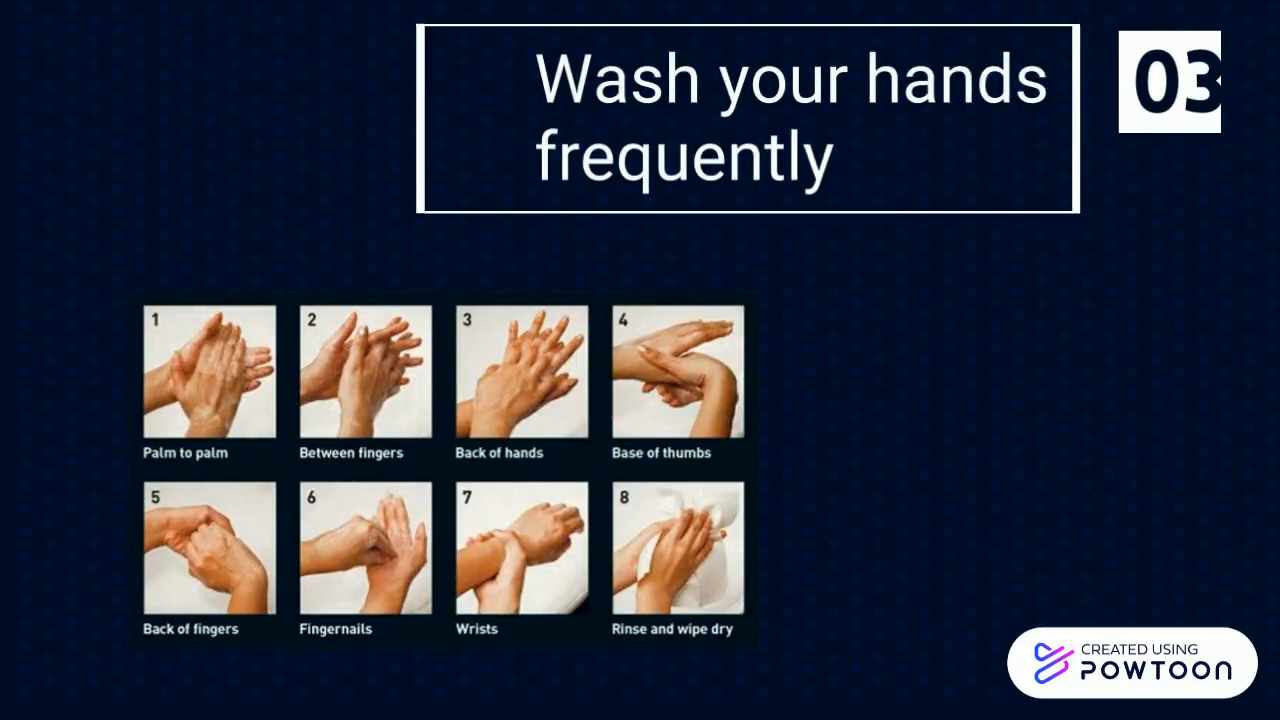 Wash your hands
frequently
03
1
2
3
4
Palm to palm
Between fingers
Back of hands
Base of thumbs
5
6
7
8
Back of fingers
Fingernails
Wrists
Rinse and wipe dry
CREATED USING
POWTOON